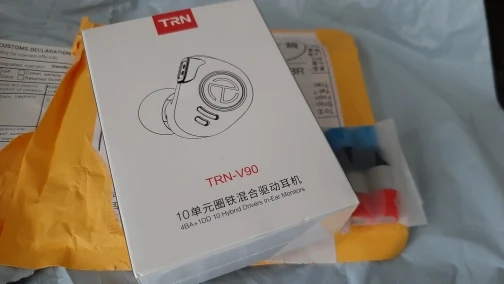 CUSTOMS DECLARATION
TRN
TRN-V90
10单元圈铁混合驱动耳机
4BA+1DD 10 Hybrid Drivers In-Ear Monitors